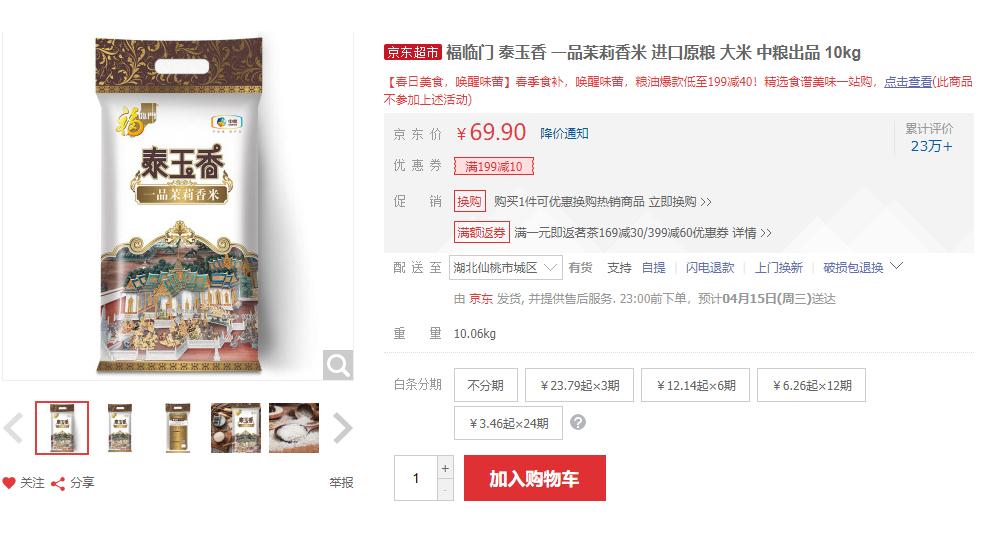 京东超市 福临门 泰玉香 一品茉莉香米 进口原粮 大米 中粮出品 10kg
【春日美食，唤醒味菌】春季食补，唤醒味菌，粮油爆款低至199减40！精选食谱美味一站购，点击查看(此商品
不参加上述活动)
京东价 ￥69.90 降价通知
累计评价
23万+
优惠券 满199减10
促销 换购 购买1件可优惠换购热销商品 立即换购 >>
满额返券 满一元即返茗茶169减30/399减60优惠券 详情 >>
配送至 湖北仙桃市城区 有货 支持 自提 闪电退款 上门换新 破损包退换
由 京东 发货, 并提供售后服务. 23:00前下单，预计04月15日(周三)送达
重量 10.06kg
白条分期 不分期 ￥23.79起×3期 ￥12.14起×6期 ￥6.26起×12期
￥3.46起×24期 ?
1 + - 加入购物车
福临门
中粮
泰玉香
一品茉莉香米
泰玉香
泰玉香
泰玉香
关注 分享 举报